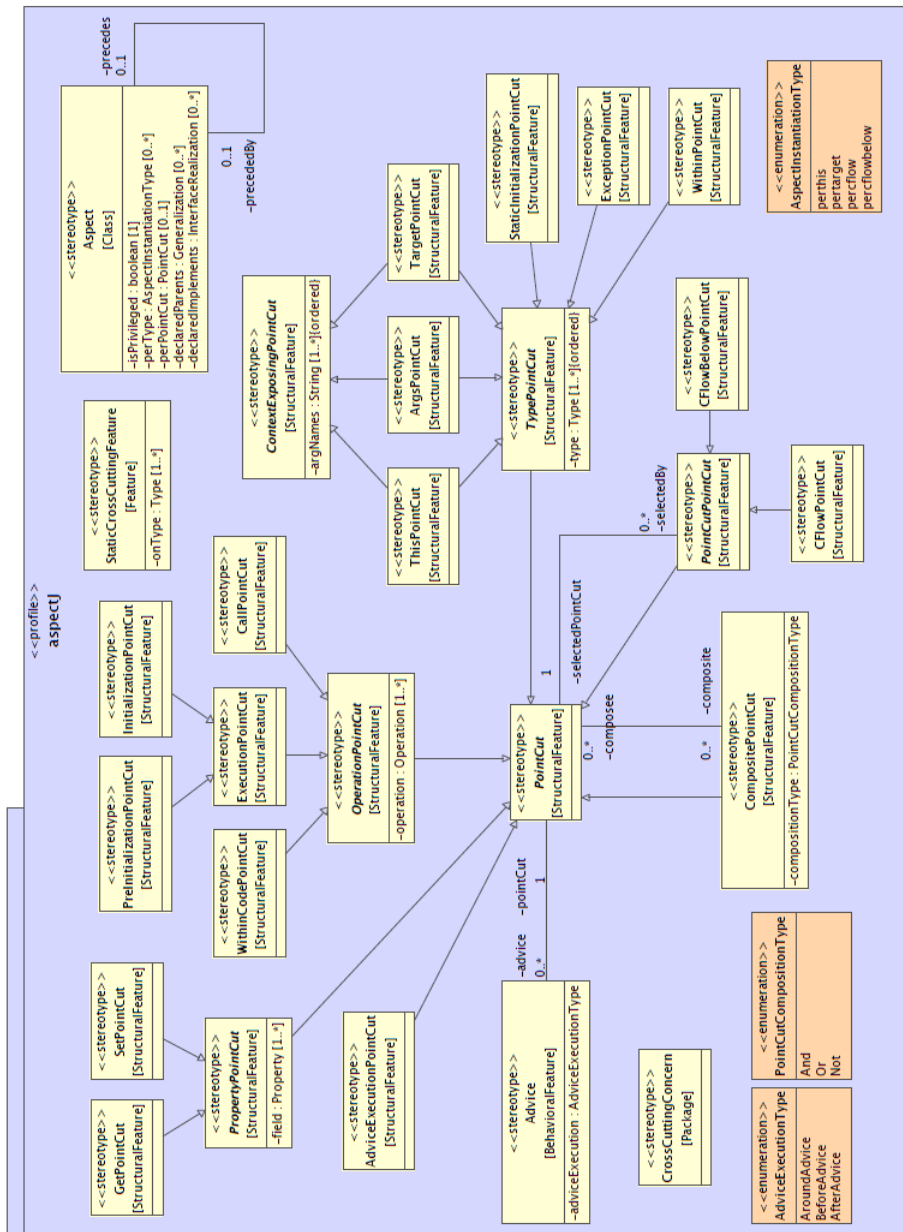 <<profile>>
aspectJ
<<stereotype>>
GetPointCut
[StructuralFeature]
<<stereotype>>
SetPointCut
[StructuralFeature]
<<stereotype>>
PreInitializationPointCut
[StructuralFeature]
<<stereotype>>
InitializationPointCut
[StructuralFeature]
<<stereotype>>
StaticCrossCuttingFeature
[Feature]
-onType : Type [1..*]
<<stereotype>>
Aspect
[Class]
-isPrivileged : boolean [1]
-perType : AspectInstantiationType [0..*]
-perPointCut : PointCut [0..1]
-declaredParents : Generalization [0..*]
-declaredImplements : InterfaceRealization [0..*]
-precedes
0..1
0..1
-precededBy
<<stereotype>>
PropertyPointCut
[StructuralFeature]
-field : Property [1..*]
<<stereotype>>
WithinCodePointCut
[StructuralFeature]
<<stereotype>>
ExecutionPointCut
[StructuralFeature]
<<stereotype>>
CallPointCut
[StructuralFeature]
<<stereotype>>
ContextExposingPointCut
[StructuralFeature]
-argNames : String [1..*]{ordered}
<<stereotype>>
AdviceExecutionPointCut
[StructuralFeature]
<<stereotype>>
OperationPointCut
[StructuralFeature]
-operation : Operation [1..*]
<<stereotype>>
ThisPointCut
[StructuralFeature]
<<stereotype>>
ArgsPointCut
[StructuralFeature]
<<stereotype>>
TargetPointCut
[StructuralFeature]
<<stereotype>>
Advice
[BehavioralFeature]
-adviceExecution : AdviceExecutionType
-advice
0..*
-pointCut
1
<<stereotype>>
PointCut
[StructuralFeature]
1
-selectedPointCut
0..*
-selectedBy
<<stereotype>>
TypePointCut
[StructuralFeature]
-type : Type [1..*]{ordered}
<<stereotype>>
StaticInitializationPointCut
[StructuralFeature]
<<stereotype>>
ExceptionPointCut
[StructuralFeature]
<<stereotype>>
WithinPointCut
[StructuralFeature]
0..*
-composee
0..*
-composite
<<stereotype>>
CrossCuttingConcern
[Package]
<<stereotype>>
CompositePointCut
[StructuralFeature]
-compositionType : PointCutCompositionType
<<stereotype>>
PointCutPointCut
[StructuralFeature]
<<stereotype>>
CFlowBelowPointCut
[StructuralFeature]
<<stereotype>>
CFlowPointCut
[StructuralFeature]
<<enumeration>>
AdviceExecutionType
AroundAdvice
BeforeAdvice
AfterAdvice
<<enumeration>>
PointCutCompositionType
And
Or
Not
<<enumeration>>
AspectInstantiationType
perthis
pertarget
percflow
percflowbelow